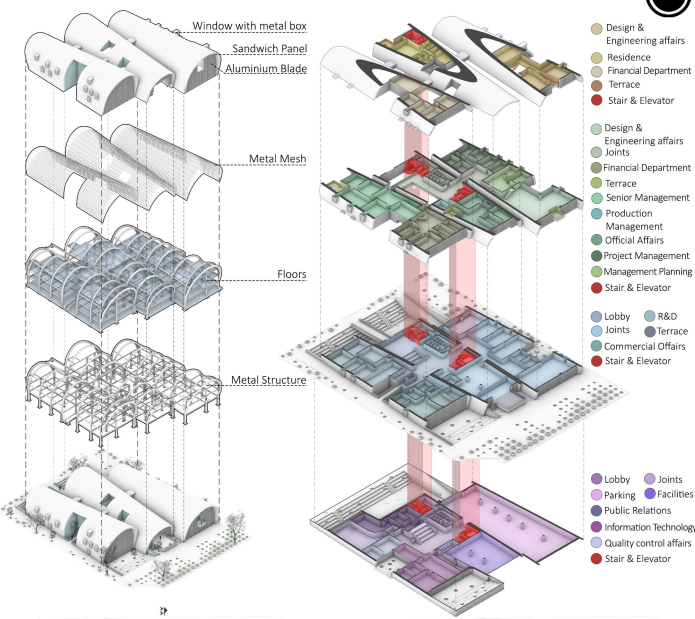 Window with metal box
Sandwich Panel
Aluminium Blade
Metal Mesh
Floors
Metal Structure
Design &
Engineering affairs
Residence
Financial Department
Terrace
Stair & Elevator
Design &
Engineering affairs
Joints
Financial Department
Terrace
Senior Management
Production
Management
Official Affairs
Project Management
Management Planning
Stair & Elevator
Lobby R&D
Joints Terrace
Commercial Offairs
Stair & Elevator
Lobby Joints
Parking Facilities
Public Relations
Information Technology
Quality control affairs
Stair & Elevator